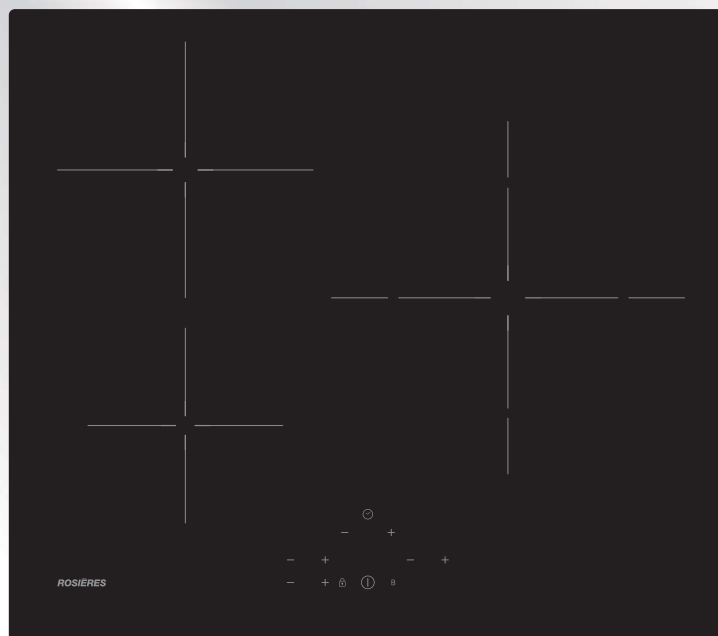 − +
− + − +
ROSIÈRES − + B